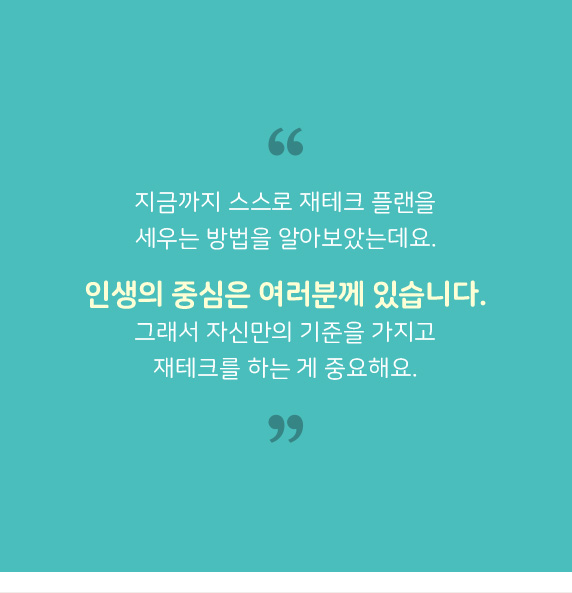 “
지금까지 스스로 재테크 플랜을
세우는 방법을 알아보았는데요.
인생의 중심은 여러분께 있습니다.
그래서 자신만의 기준을 가지고
재테크를 하는 게 중요해요.
”